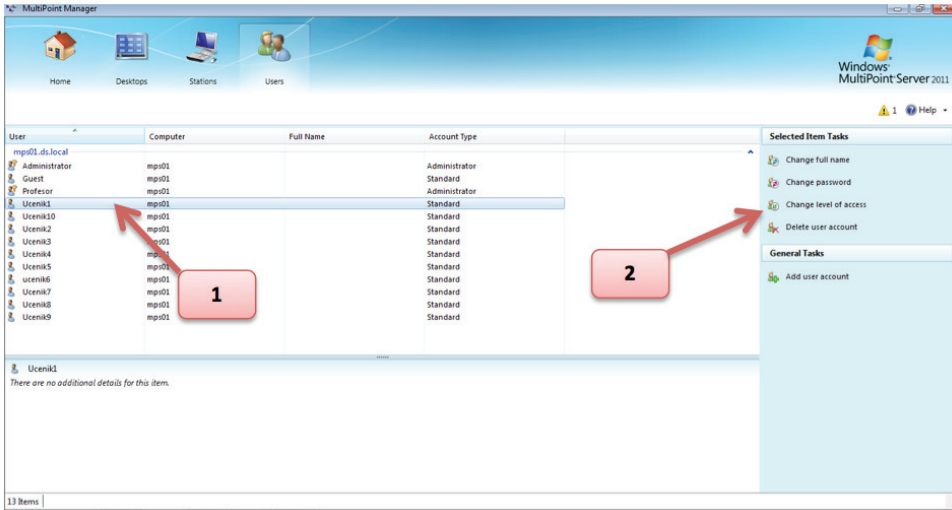 MultiPoint Manager
Home Desktops Stations Users
Windows
MultiPoint Server 2011
1 Help
User Computer Full Name Account Type
mps01.ds.local
Administrator mps01 Administrator
Guest mps01 Standard
Profesor mps01 Administrator
Ucenik1 mps01 Standard
Ucenik10 mps01 Standard
Ucenik2 mps01 Standard
Ucenik3 mps01 Standard
Ucenik4 mps01 Standard
Ucenik5 mps01 Standard
ucenik6 mps01 Standard
Ucenik7 mps01 Standard
Ucenik8 mps01 Standard
Ucenik9 mps01 Standard
1
2
Selected Item Tasks
Change full name
Change password
Change level of access
Delete user account
General Tasks
Add user account
Ucenik1
There are no additional details for this item.
13 Items